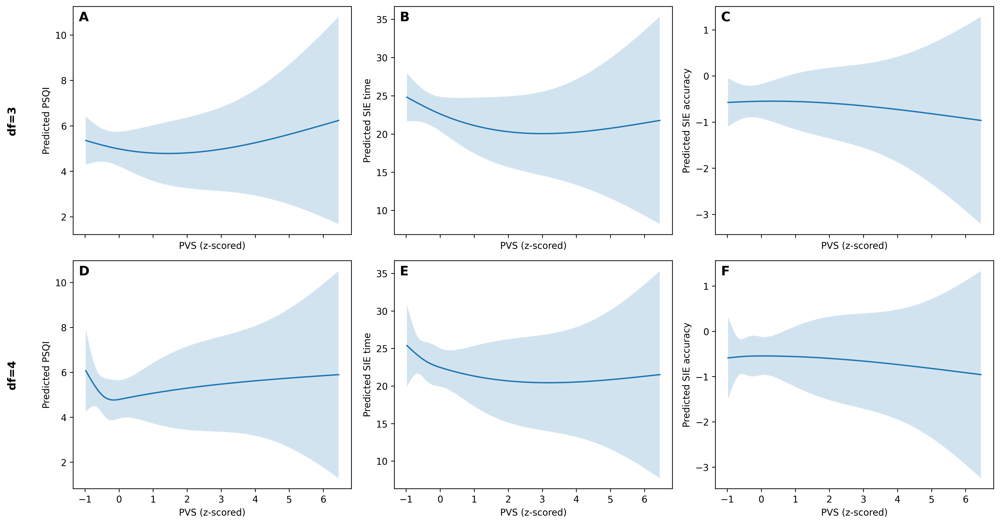 df=3
A
Predicted PSQI
10
8
6
4
2
PVS (z-scored)
B
Predicted SIE time
35
30
25
20
15
10
PVS (z-scored)
C
Predicted SIE accuracy
1
0
−1
−2
−3
PVS (z-scored)
df=4
D
Predicted PSQI
10
8
6
4
2
−1 0 1 2 3 4 5 6
PVS (z-scored)
E
Predicted SIE time
35
30
25
20
15
10
−1 0 1 2 3 4 5 6
PVS (z-scored)
F
Predicted SIE accuracy
1
0
−1
−2
−3
−1 0 1 2 3 4 5 6
PVS (z-scored)